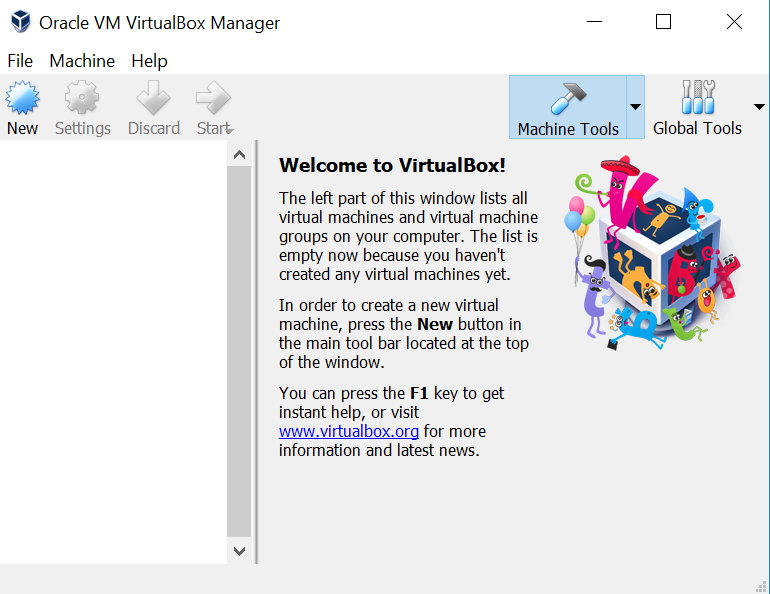 Oracle VM VirtualBox Manager
File Machine Help
New Settings Discard Start Machine Tools Global Tools
Welcome to VirtualBox!
The left part of this window lists all
virtual machines and virtual machine
groups on your computer. The list is
empty now because you haven't
created any virtual machines yet.
In order to create a new virtual
machine, press the New button in
the main tool bar located at the top
of the window.
You can press the F1 key to get
instant help, or visit
www.virtualbox.org for more
information and latest news.